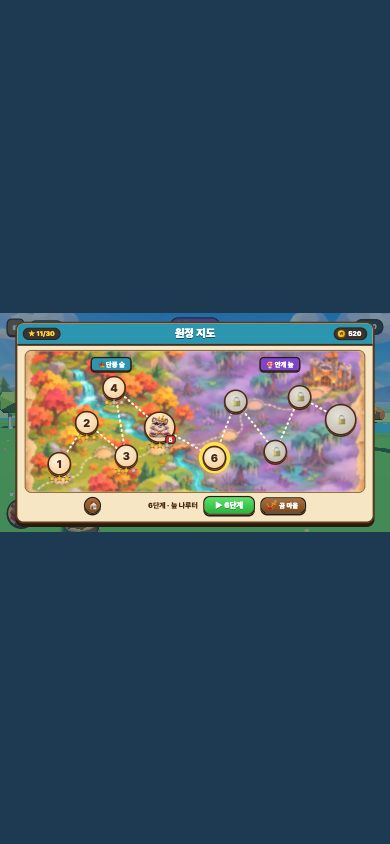 ★ 11/30
원정 지도
520
단풍 숲
안개 늪
4
2
1
3
5
6
6단계 · 늪 나루터
▶ 6단계
곰 마을